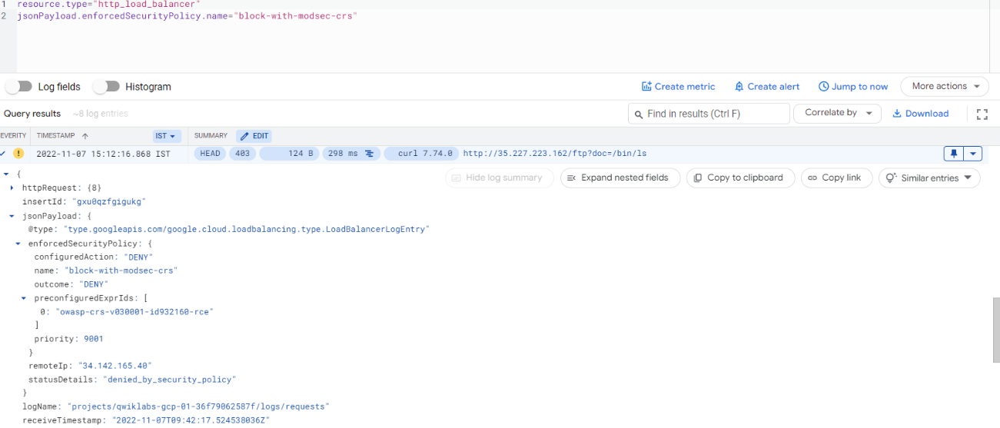 1 resource.type="http_load_balancer"
2 jsonPayload.enforcedSecurityPolicy.name="block-with-modsec-crs"
Log fields Histogram Create metric Create alert Jump to now More actions
Query results ~8 log entries Find in results (Ctrl F) Correlate by Download
EVERITY TIMESTAMP IST SUMMARY EDIT
2022-11-07 15:12:16.868 IST HEAD 403 124 B 298 ms curl 7.74.0 http://35.227.223.162/ftp?doc=/bin/ls
{ Hide log summary Expand nested fields Copy to clipboard Copy link Similar entries
httpRequest: {8}
insertId: "gxu0qzfgigukg"
jsonPayload: {
@type: "type.googleapis.com/google.cloud.loadbalancing.type.LoadBalancerLogEntry"
enforcedSecurityPolicy: {
configuredAction: "DENY"
name: "block-with-modsec-crs"
outcome: "DENY"
preconfiguredExprIds: [
0: "owasp-crs-v030001-id932160-rce"
]
priority: 9001
}
remoteIp: "34.142.165.40"
statusDetails: "denied_by_security_policy"
}
logName: "projects/qwiklabs-gcp-01-36f79062587f/logs/requests"
receiveTimestamp: "2022-11-07T09:42:17.524538036Z"